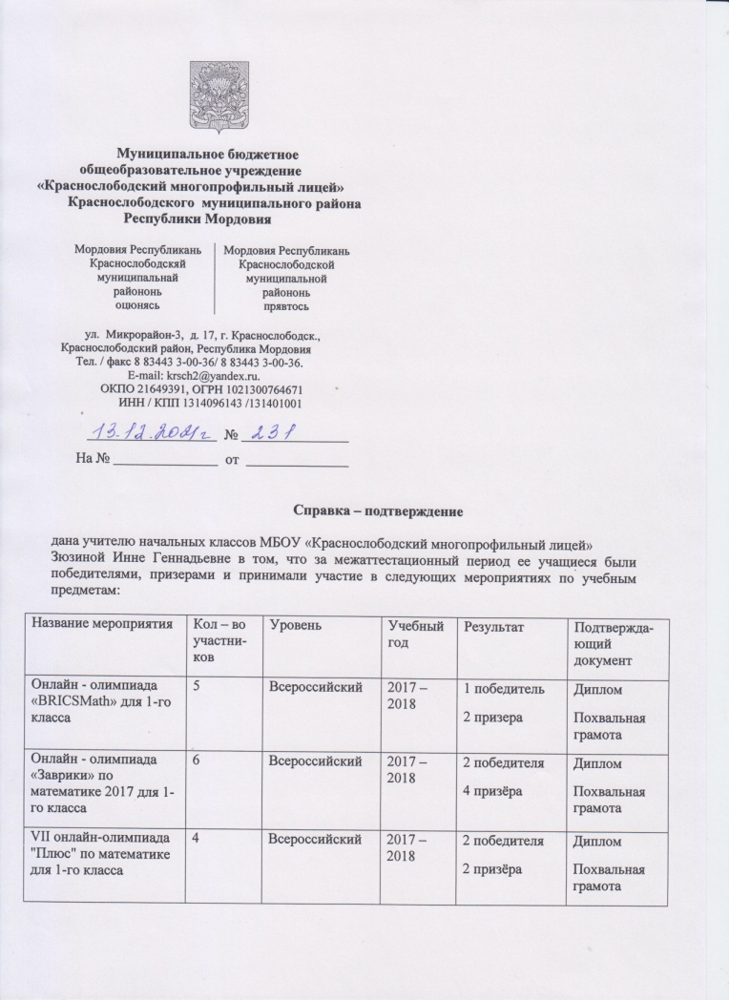 Муниципальное бюджетное
общеобразовательное учреждение
«Краснослободский многопрофильный лицей»
Краснослободского муниципального района
Республики Мордовия
Мордовия Республикань
Краснослободскяй
муниципальнай
райононь
оцюнясь
Мордовия Республикань
Краснослободской
муниципальной
райононь
прявтось
ул. Микрорайон-3, д. 17, г. Краснослободск.,
Краснослободский район, Республика Мордовия
Тел. / факс 8 83443 3-00-36/ 8 83443 3-00-36.
E-mail: krsch2@yandex.ru.
ОКПО 21649391, ОГРН 1021300764671
ИНН / КПП 1314096143 /131401001
13.12.2021г № 231
На № ______________ от ______________
Справка – подтверждение
дана учителю начальных классов МБОУ «Краснослободский многопрофильный лицей»
Зюзиной Инне Геннадьевне в том, что за межаттестационный период ее учащиеся были
победителями, призерами и принимали участие в следующих мероприятиях по учебным
предметам:
Название мероприятия
Кол – во
участни-
ков
Уровень
Учебный
год
Результат
Подтвержда-
ющий
документ
Онлайн - олимпиада
«BRICSMath» для 1-го
класса
5
Всероссийский
2017 –
2018
1 победитель
2 призера
Диплом
Похвальная
грамота
Онлайн - олимпиада
«Заврики» по
математике 2017 для 1-
го класса
6
Всероссийский
2017 –
2018
2 победителя
4 призёра
Диплом
Похвальная
грамота
VII онлайн-олимпиада
"Плюс" по математике
для 1-го класса
4
Всероссийский
2017 –
2018
2 победителя
2 призёра
Диплом
Похвальная
грамота